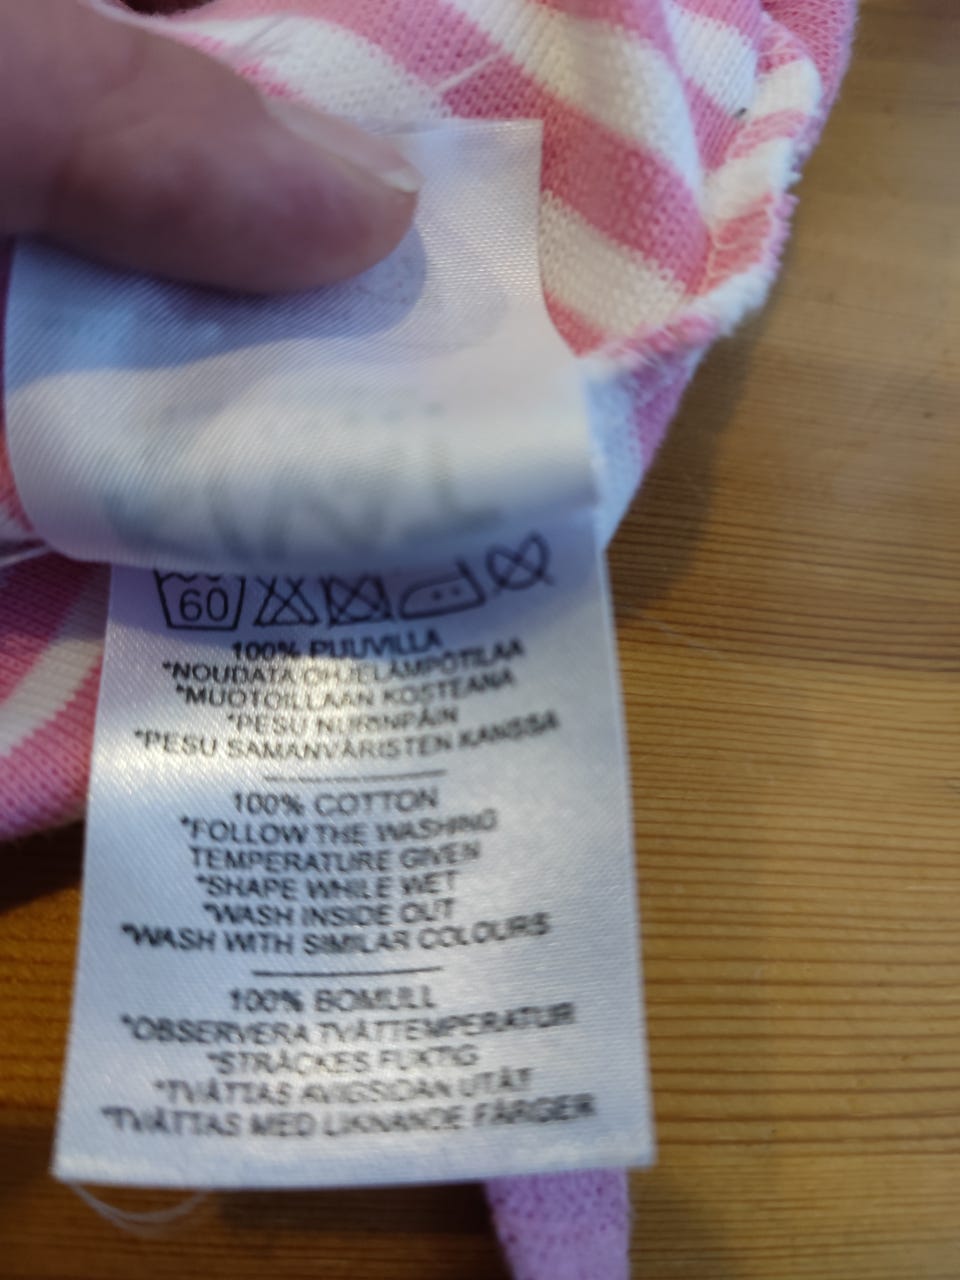 60
100% PUUVILLA
*NOUDATA OHJELÄMPÖTILAA
*MUOTOILLAAN KOSTEANA
*PESU NURINPÄIN
*PESU SAMANVÄRISTEN KANSSA
100% COTTON
*FOLLOW THE WASHING
TEMPERATURE GIVEN
*SHAPE WHILE WET
*WASH INSIDE OUT
*WASH WITH SIMILAR COLOURS
100% BOMULL
*OBSERVERA TVÄTTEMPERATUR
*STRÄCKES FUKTIG
*TVÄTTAS AVIGSIDAN UTÅT
*TVÄTTAS MED LIKNANDE FÄRGER